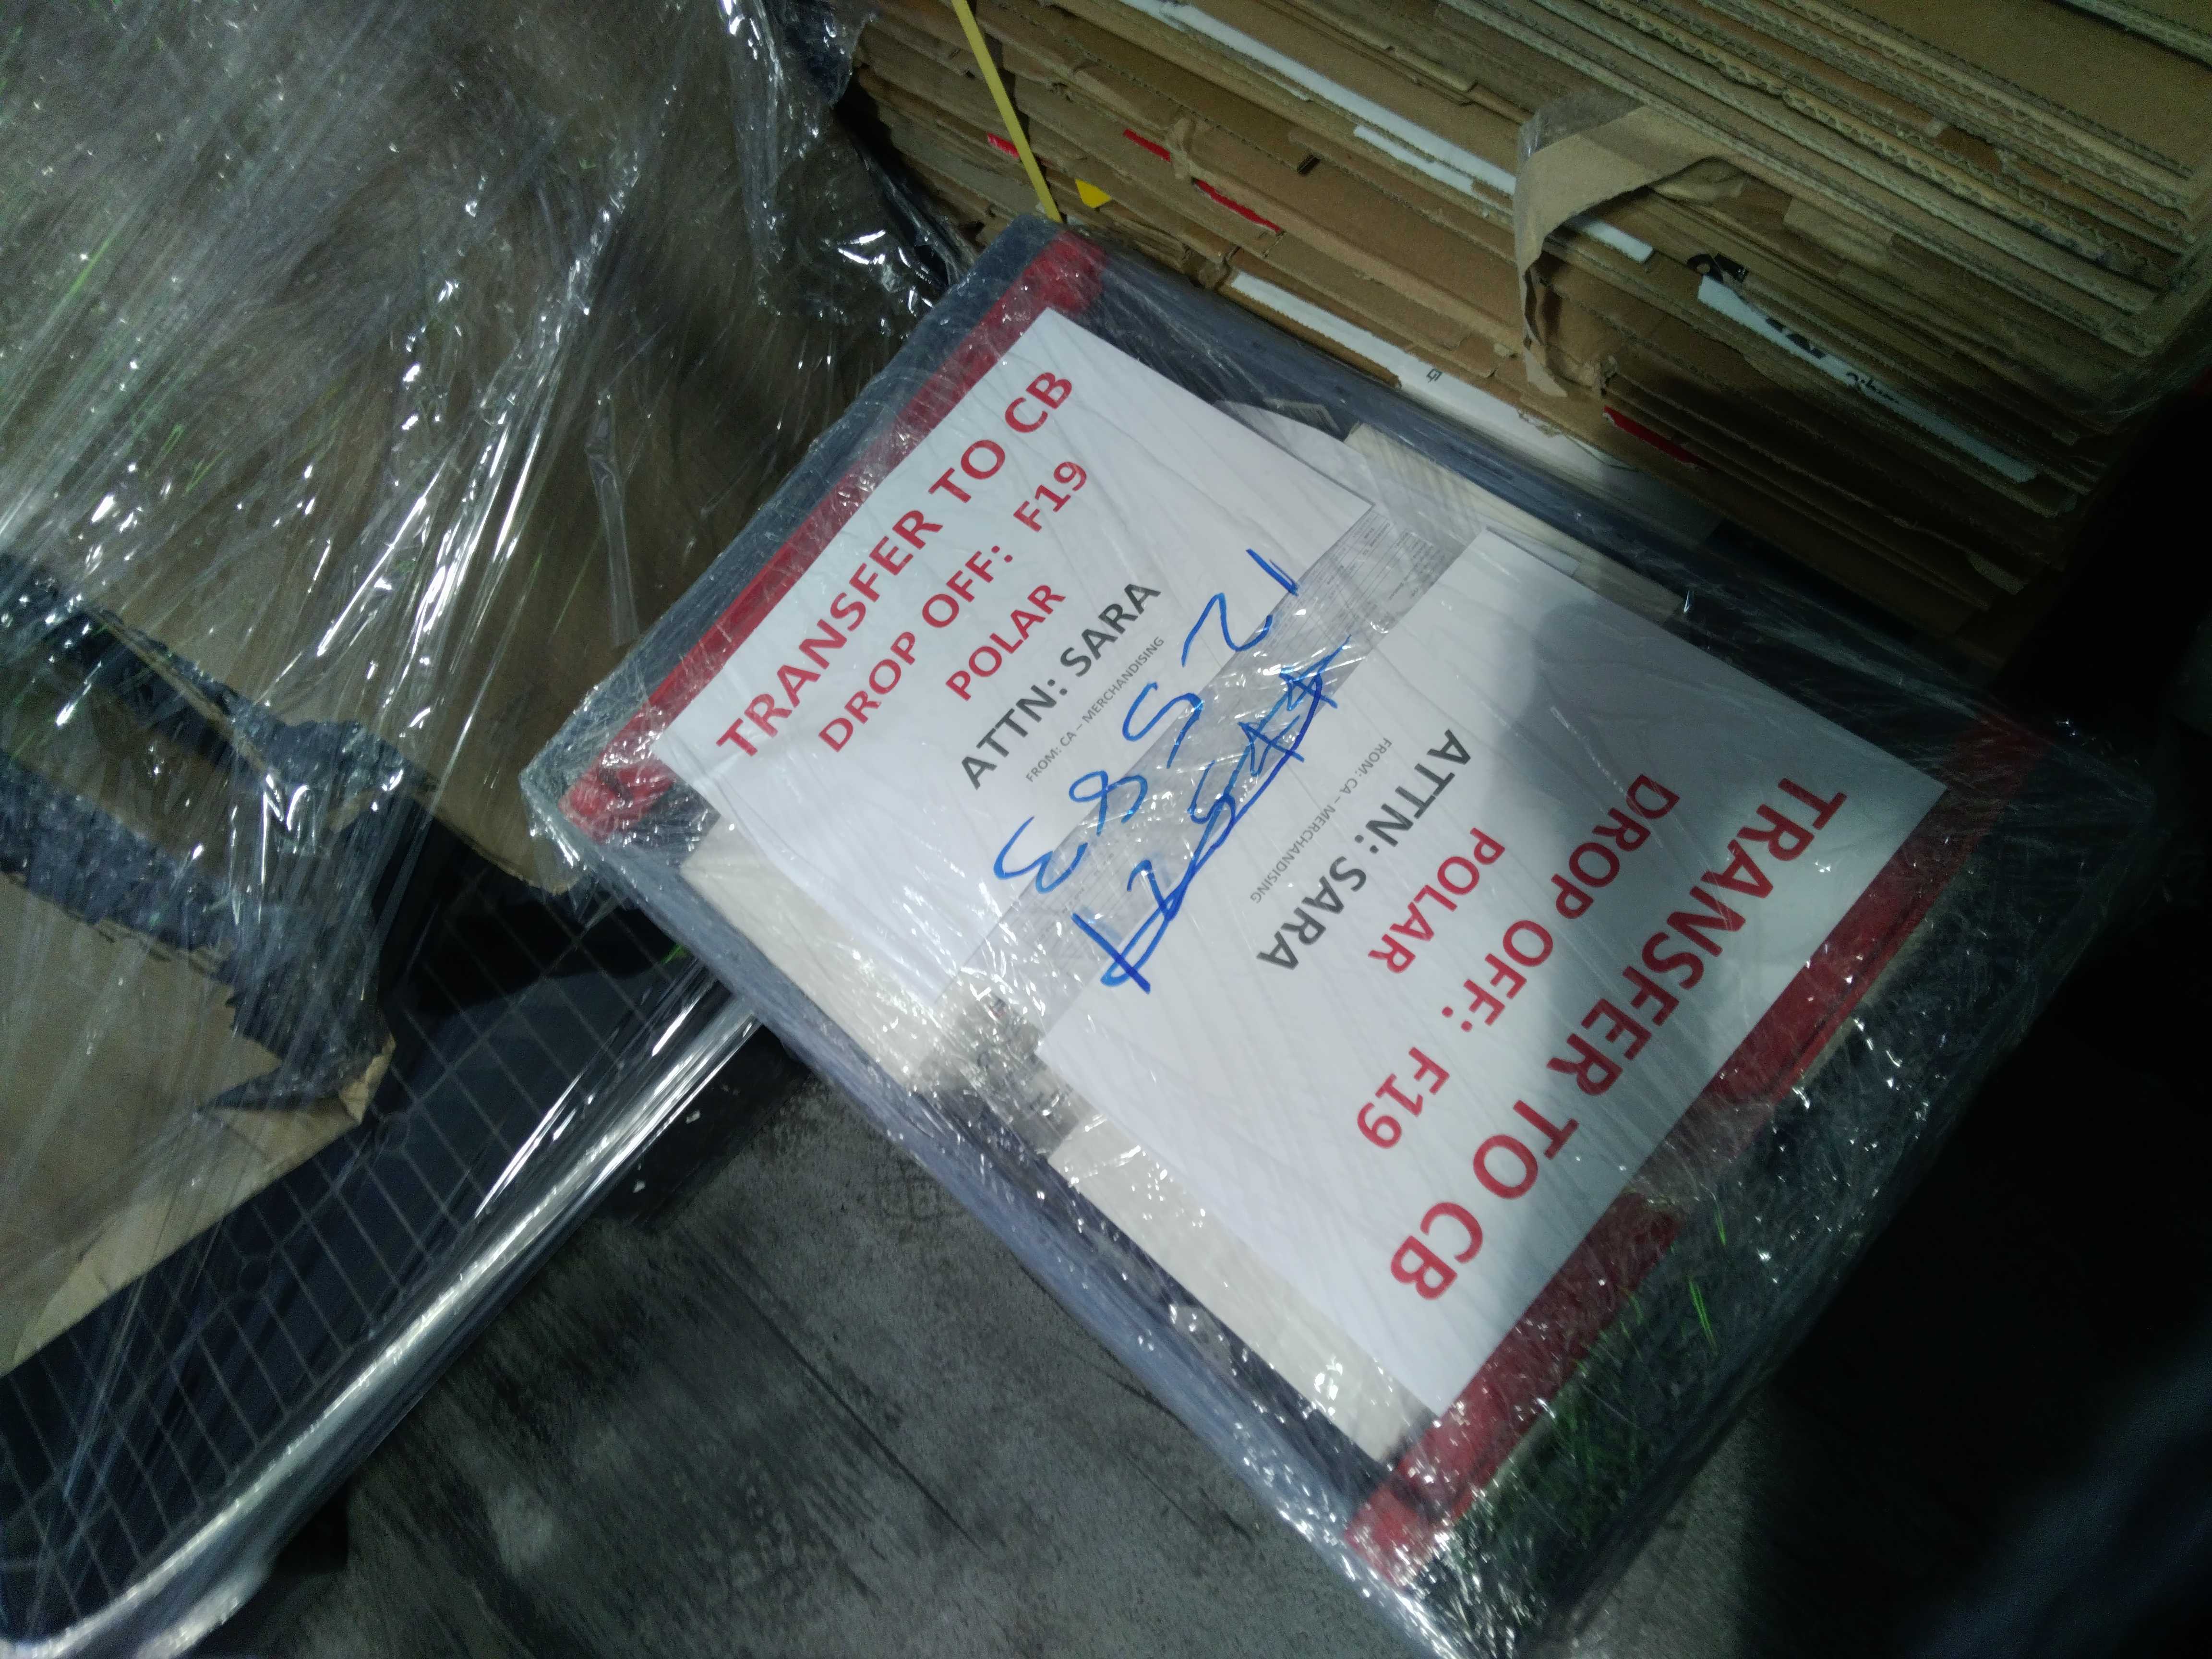 TRANSFER TO CB
DROP OFF: F19
POLAR
ATTN: SARA
FROM: CA – MERCHANDISING
TRANSFER TO CB
DROP OFF: F19
POLAR
ATTN: SARA
FROM: CA – MERCHANDISING